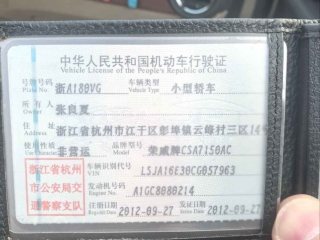 中华人民共和国机动车行驶证
Vehicle License of the People's Republic of China
号牌号码 浙A189VG 车辆类型 小型轿车
Plate No. Vehicle Type
所有人 张良夏
Owner
住址 浙江省杭州市江干区彭埠镇云峰村三区14号
使用性质 非营运 品牌型号 荣威牌CSA7150AC
Use Character Model
浙江省杭州
市公安局交
通警察支队
车辆识别代号 LSJA16E30CG057963
VIN
发动机号码 A1GC8080214
Engine No.
注册日期 2012-09-27 发证日期 2012-09-27
Register Date Issue Date